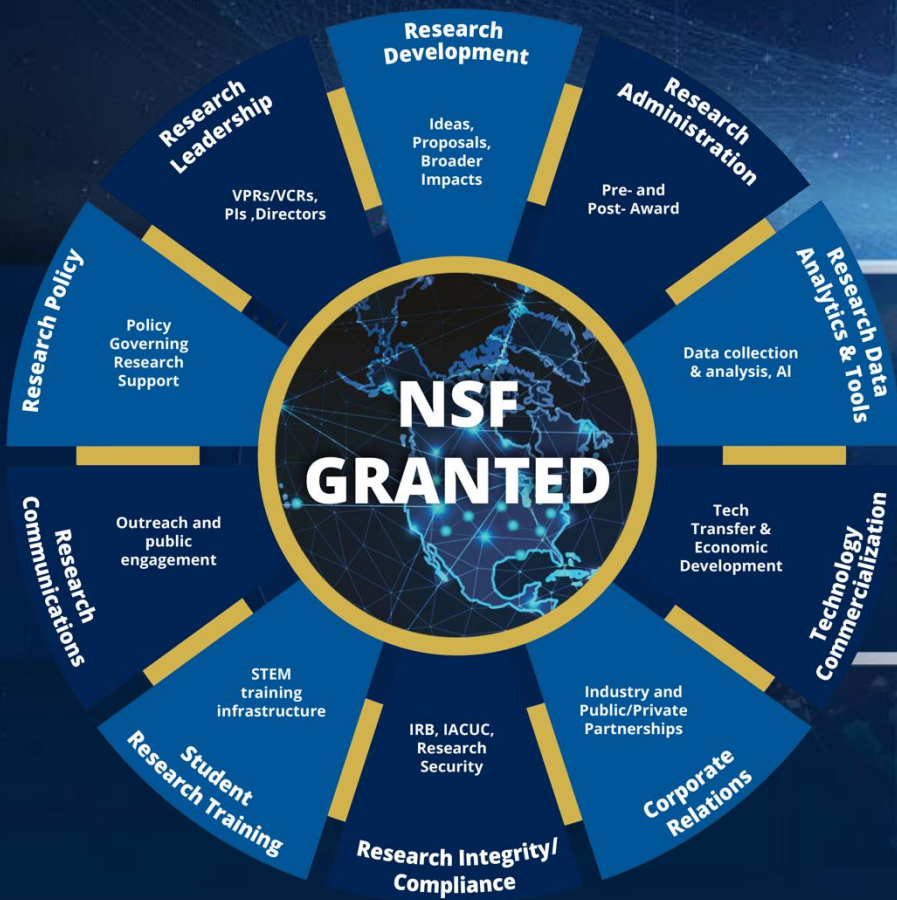 Research
Development
Ideas,
Proposals,
Broader
Impacts
Research
Administration
Pre- and
Post- Award
Research Data
Analytics & Tools
Data collection
& analysis, AI
Technology
Commercialization
Tech
Transfer &
Economic
Development
Corporate
Relations
Industry and
Public/Private
Partnerships
Research Integrity/
Compliance
IRB, IACUC,
Research
Security
Student
Research Training
STEM
training
infrastructure
Research
Communications
Outreach and
public
engagement
Research Policy
Policy
Governing
Research
Support
Research
Leadership
VPRs/VCRs,
PIs ,Directors
NSF
GRANTED